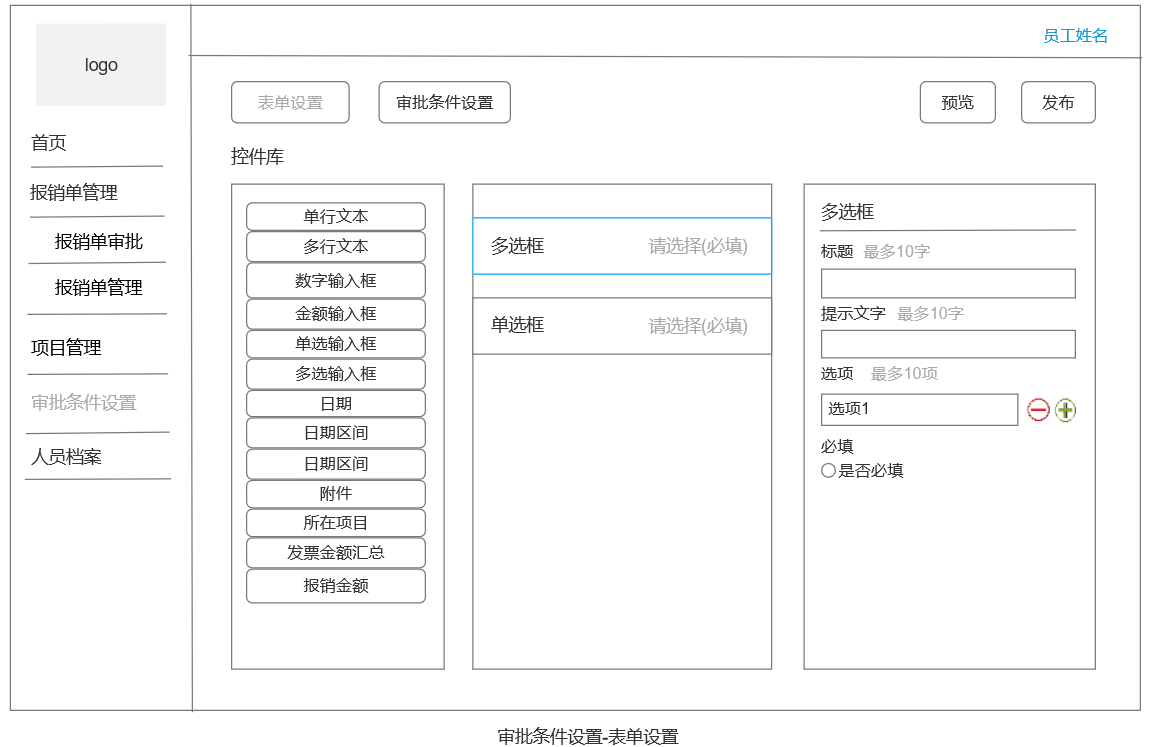 logo
员工姓名
首页
报销单管理
报销单审批
报销单管理
项目管理
审批条件设置
人员档案
表单设置
审批条件设置
预览
发布
控件库
单行文本
多行文本
数字输入框
金额输入框
单选输入框
多选输入框
日期
日期区间
日期区间
附件
所在项目
发票金额汇总
报销金额
多选框 请选择(必填)
单选框 请选择(必填)
多选框
标题 最多10字
提示文字 最多10字
选项 最多10项
选项1
必填
是否必填
审批条件设置-表单设置